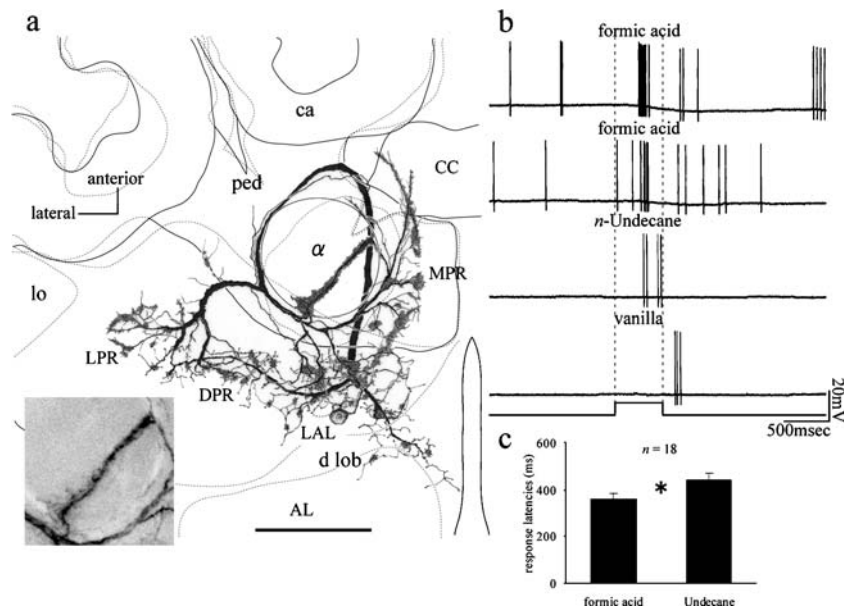 a
ca
anterior
lateral
ped
CC
α
lo
MPR
LPR
DPR
LAL
d lob
AL
b
formic acid
formic acid
n-Undecane
vanilla
20mV
500msec
c
600
400
200
0
response latencies (ms)
n = 18
*
formic acid
Undecane